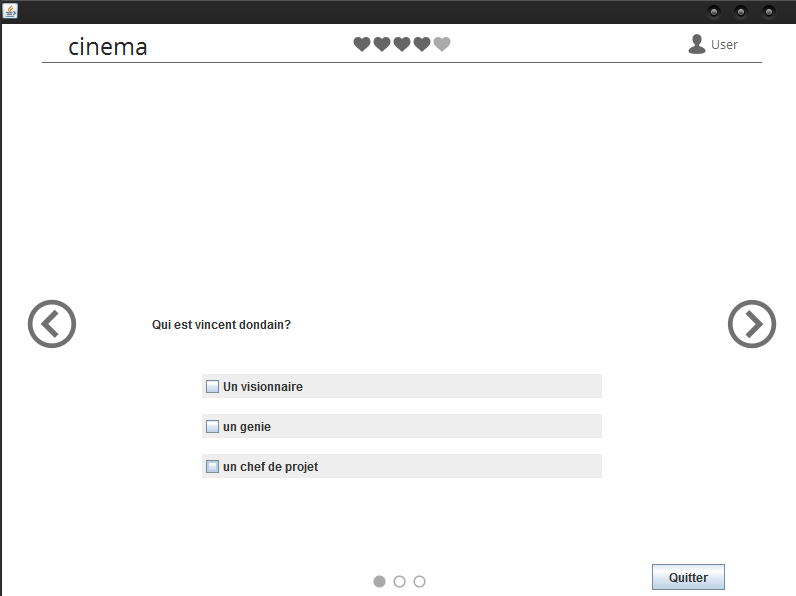 cinema
User
Qui est vincent dondain?
Un visionnaire
un genie
un chef de projet
Quitter